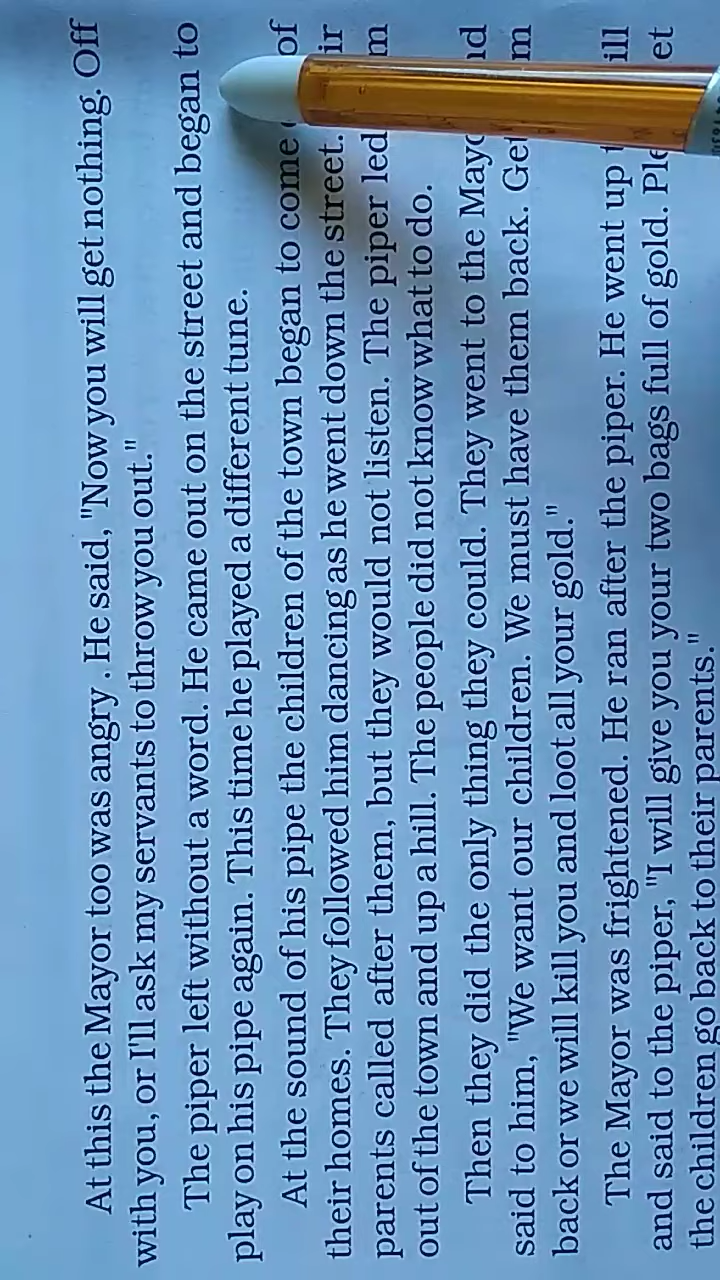 At this the Mayor too was angry . He said, "Now you will get nothing. Off
with you, or I'll ask my servants to throw you out."
The piper left without a word. He came out on the street and began to
play on his pipe again. This time he played a different tune.
At the sound of his pipe the children of the town began to come of
their homes. They followed him dancing as he went down the street.
parents called after them, but they would not listen. The piper led
out of the town and up a hill. The people did not know what to do.
Then they did the only thing they could. They went to the
said to him, "We want our children. We must have them back.
back or we will kill you and loot all your gold."
The Mayor was frightened. He ran after the piper. He went up
and said to the piper, "I will give you your two bags full of gold.
the children go back to their parents."